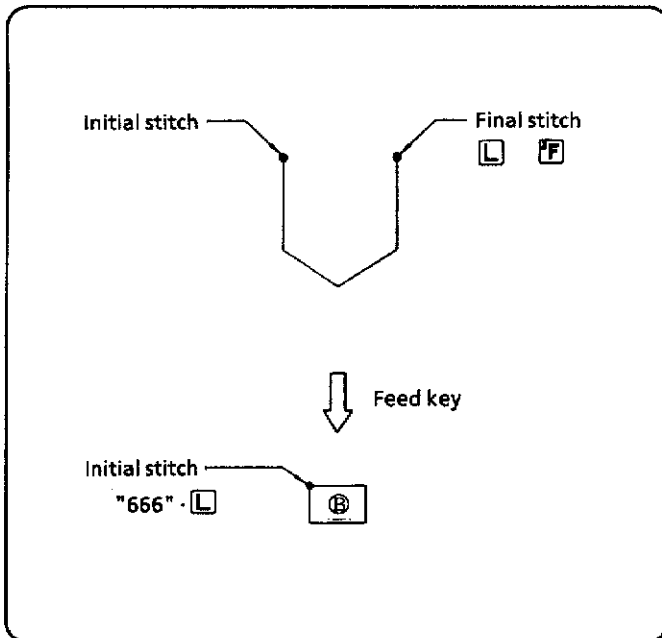 Initial stitch
Final stitch
L F
Feed key
Initial stitch
"666" · L
Ⓑ